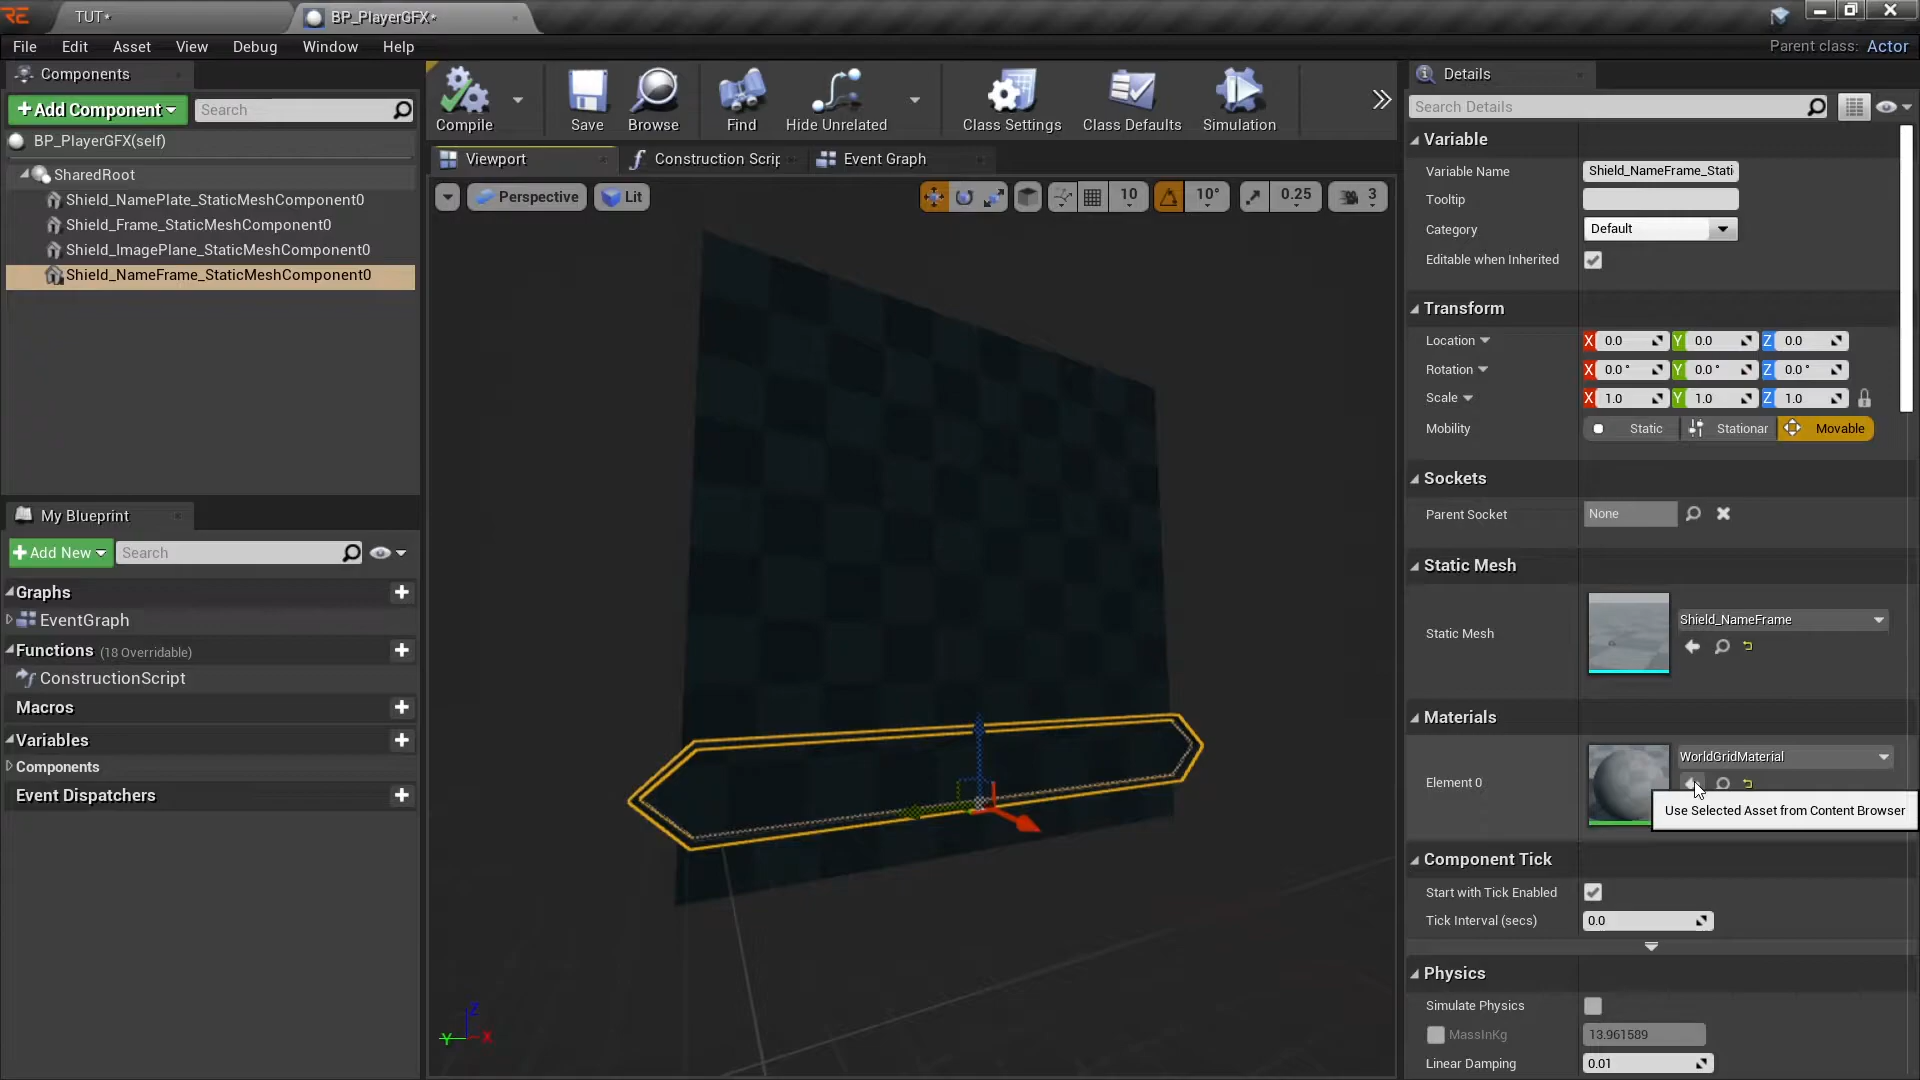 TUT*
BP_PlayerGFX*
File Edit Asset View Debug Window Help
Parent class: Actor
Components
+Add Component
Search
BP_PlayerGFX(self)
SharedRoot
Shield_NamePlate_StaticMeshComponent0
Shield_Frame_StaticMeshComponent0
Shield_ImagePlane_StaticMeshComponent0
Shield_NameFrame_StaticMeshComponent0
My Blueprint
+Add New
Search
Graphs
EventGraph
Functions (18 Overridable)
ConstructionScript
Macros
Variables
Components
Event Dispatchers
Compile
Save
Browse
Find
Hide Unrelated
Class Settings
Class Defaults
Simulation
Viewport
Construction Scrip
Event Graph
Perspective
Lit
10
10°
0.25
3
Z
Y
X
Details
Search Details
Variable
Variable Name Shield_NameFrame_Stati
Tooltip
Category Default
Editable when Inherited
Transform
Location X 0.0 Y 0.0 Z 0.0
Rotation X 0.0 ° Y 0.0 ° Z 0.0 °
Scale X 1.0 Y 1.0 Z 1.0
Mobility Static Stationar Movable
Sockets
Parent Socket None
Static Mesh
Static Mesh Shield_NameFrame
Materials
Element 0 WorldGridMaterial
Use Selected Asset from Content Browser
Component Tick
Start with Tick Enabled
Tick Interval (secs) 0.0
Physics
Simulate Physics
MassInKg 13.961589
Linear Damping 0.01